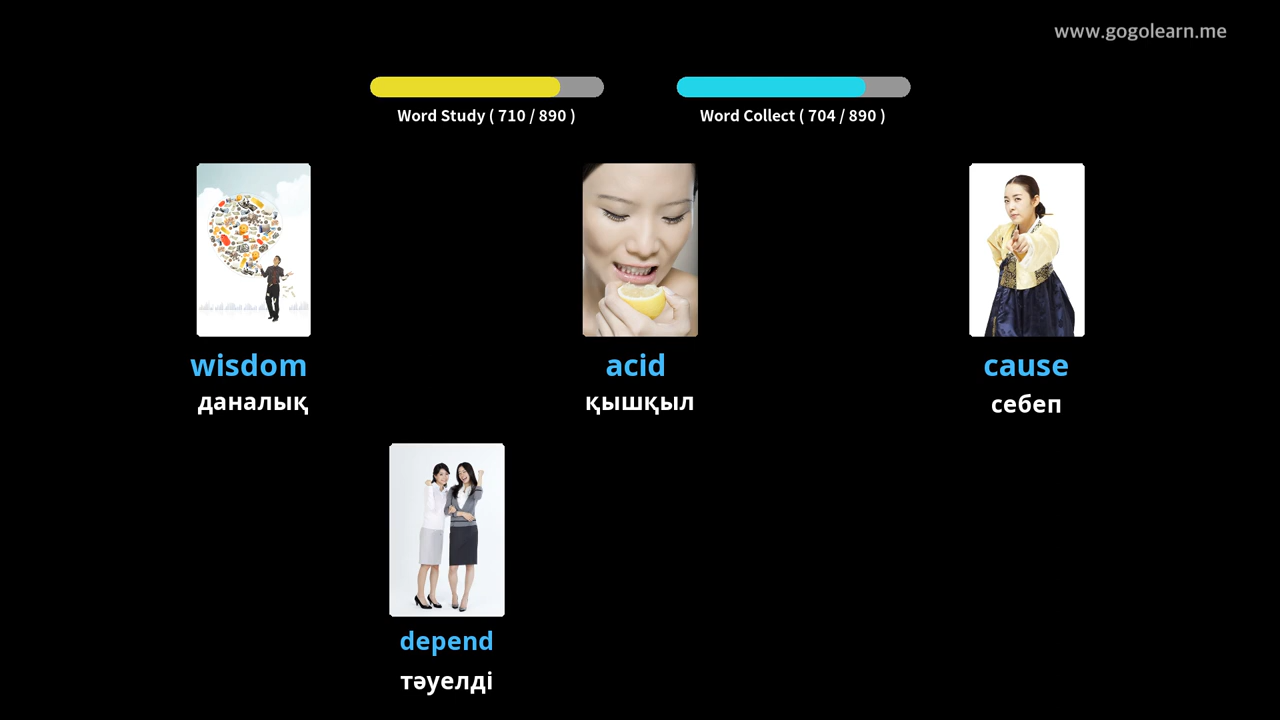 www.gogolearn.me
Word Study ( 710 / 890 )
Word Collect ( 704 / 890 )
wisdom
даналық
acid
қышқыл
cause
себеп
depend
тәуелді